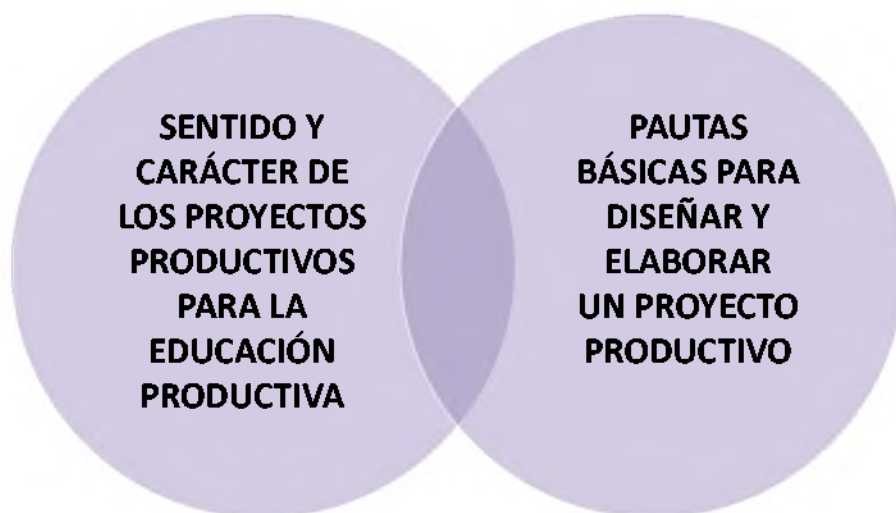 SENTIDO Y
CARÁCTER DE
LOS PROYECTOS
PRODUCTIVOS
PARA LA
EDUCACIÓN
PRODUCTIVA
PAUTAS
BÁSICAS PARA
DISEÑAR Y
ELABORAR
UN PROYECTO
PRODUCTIVO